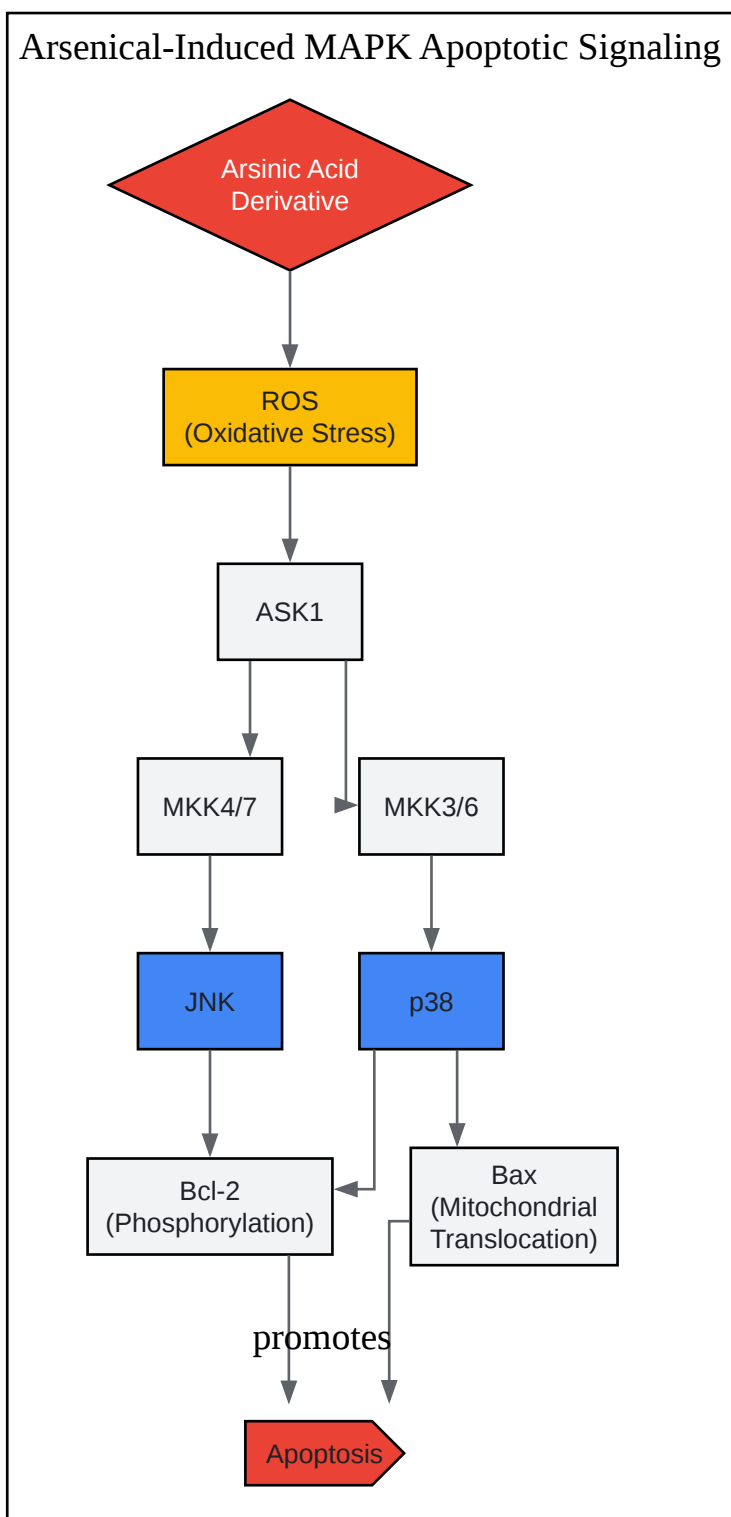 Arsenical-Induced MAPK Apoptotic Signaling
Arsinic Acid
Derivative
ROS
(Oxidative Stress)
ASK1
MKK4/7
MKK3/6
JNK
p38
Bcl-2
(Phosphorylation)
Bax
(Mitochondrial
Translocation)
promotes
Apoptosis